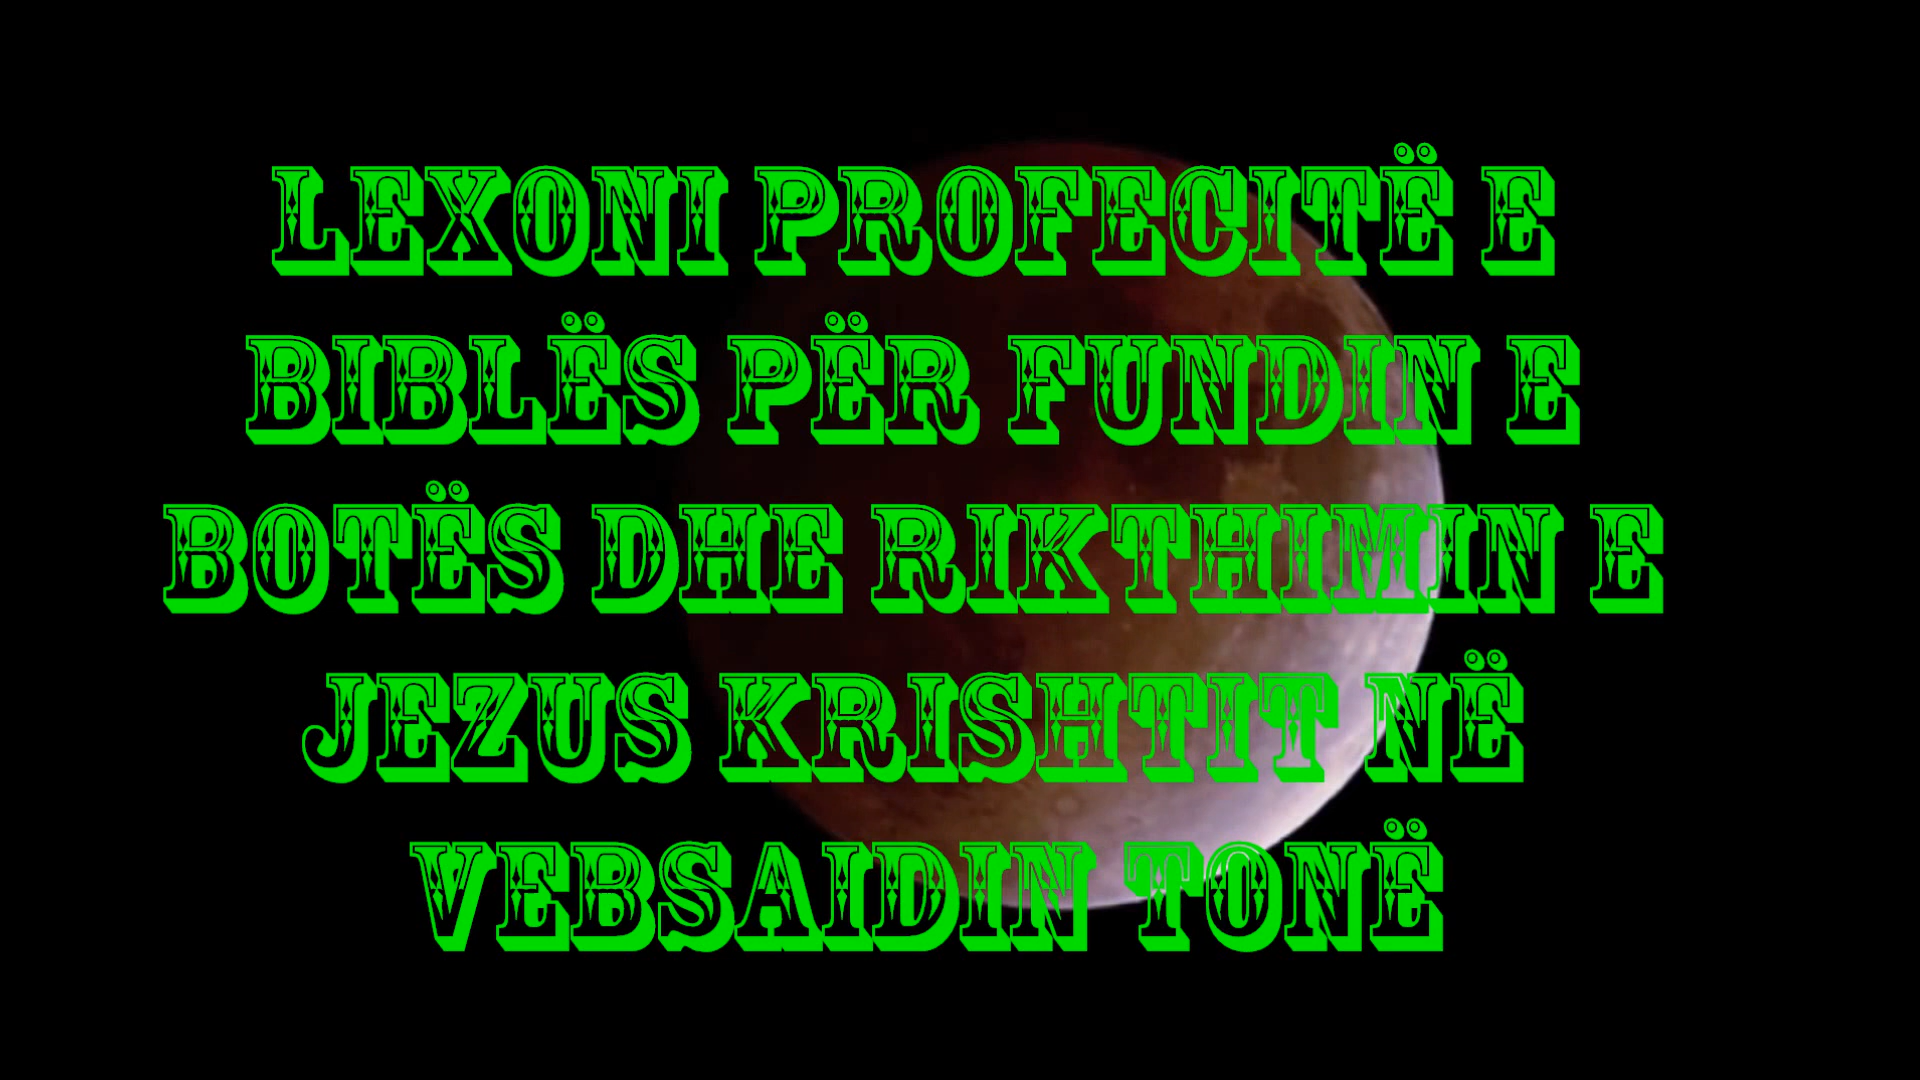 LEXONI PROFECITË E
BIBLËS PËR FUNDIN E
BOTËS DHE RIKTHIMIN E
JEZUS KRISHTIT NË
VEBSAIDIN TONË